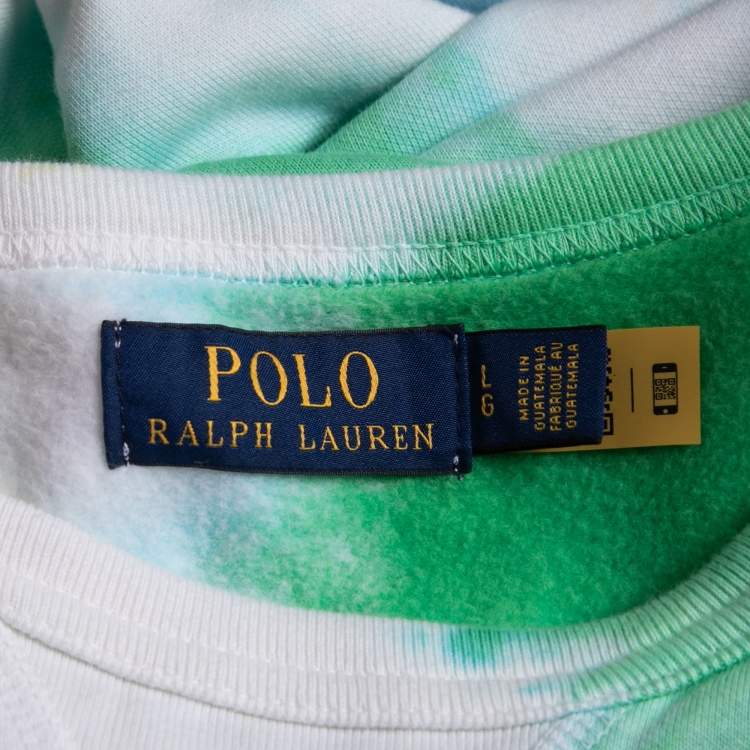 POLO
RALPH LAUREN
L
G
MADE IN
GUATEMALA
FABRIQUÉ AU
GUATEMALA